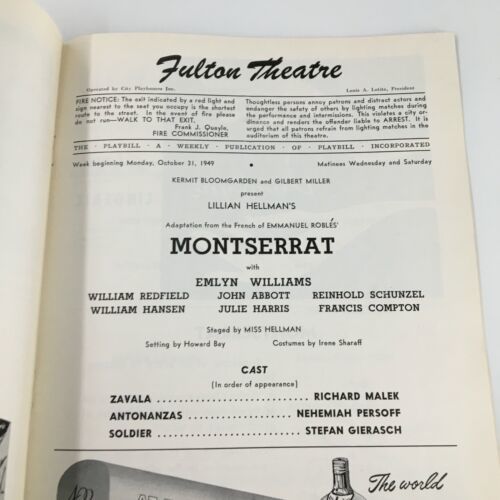 Fulton Theatre
Operated by City Playhouses Inc. Louis A. Lotito, President
FIRE NOTICE: The exit indicated by a red light and
sign nearest to the seat you occupy is the shortest
route to the street. In the event of fire please
do not run—WALK TO THAT EXIT.
Frank J. Quayle,
FIRE COMMISSIONER
Thoughtless persons annoy patrons and distract actors and
endanger the safety of others by lighting matches during
the performance and intermissions. This violates a city or-
dinance and renders the offender liable to ARREST. It is
urged that all patrons refrain from lighting matches in the
auditorium of this theatre.
THE · PLAYBILL · A · WEEKLY · PUBLICATION · OF · PLAYBILL · INCORPORATED
Week beginning Monday, October 31, 1949 • Matinees Wednesday and Saturday
KERMIT BLOOMGARDEN and GILBERT MILLER
present
LILLIAN HELLMAN'S
Adaptation from the French of EMMANUEL ROBLÉS'
MONTSERRAT
with
EMLYN WILLIAMS
WILLIAM REDFIELD JOHN ABBOTT REINHOLD SCHUNZEL
WILLIAM HANSEN JULIE HARRIS FRANCIS COMPTON
Staged by MISS HELLMAN
Setting by Howard Bay Costumes by Irene Sharaff
CAST
(In order of appearance)
ZAVALA .......................... RICHARD MALEK
ANTONANZAS .................. NEHEMIAH PERSOFF
SOLDIER .......................... STEFAN GIERASCH
The world